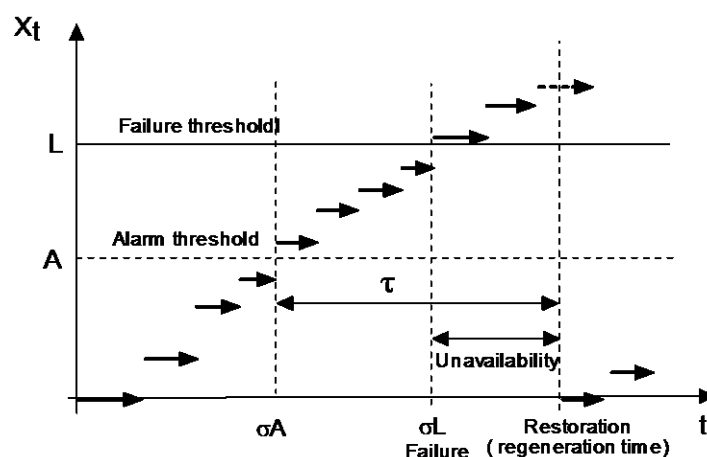 Xt
Failure threshold
L
Alarm threshold
A
τ
Unavailability
σA
σL
Restoration
t
Failure
( regeneration time)